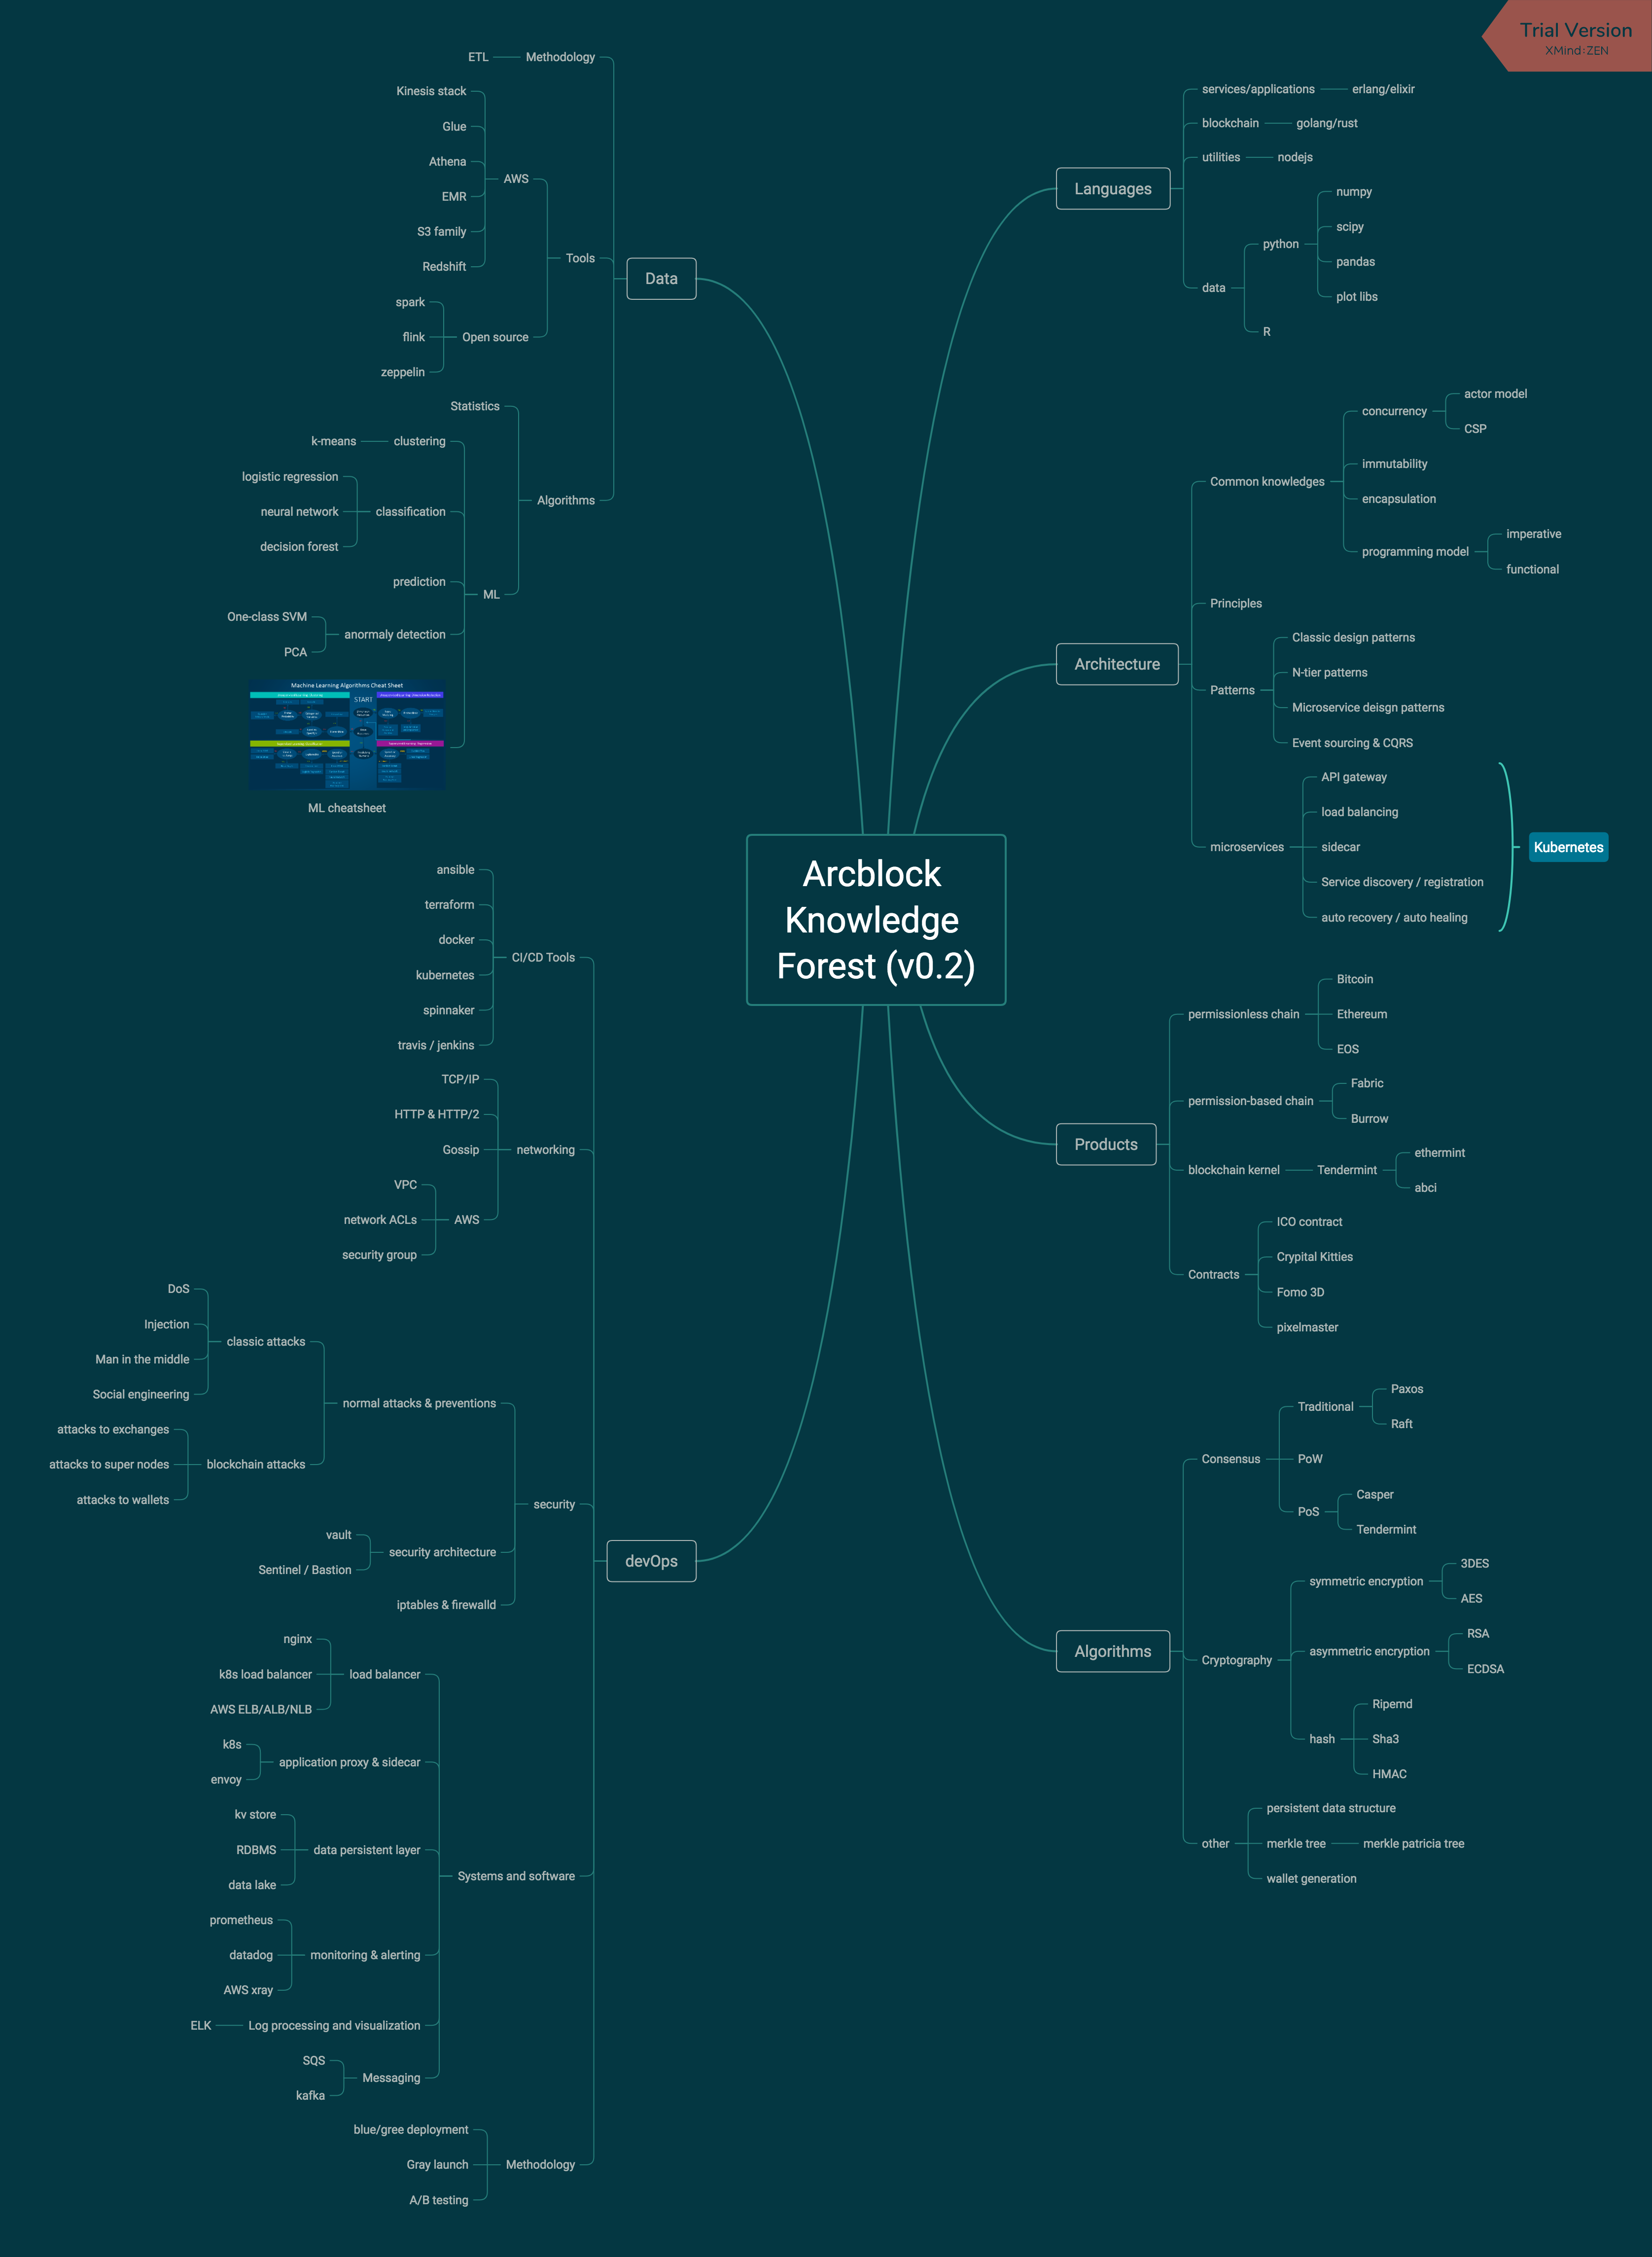 Trial Version
XMind:ZEN
Arcblock
Knowledge
Forest (v0.2)
Languages
services/applications
erlang/elixir
blockchain
golang/rust
utilities
nodejs
data
python
numpy
scipy
pandas
plot libs
R
Architecture
Common knowledges
concurrency
actor model
CSP
immutability
encapsulation
programming model
imperative
functional
Principles
Patterns
Classic design patterns
N-tier patterns
Microservice deisgn patterns
Event sourcing & CQRS
microservices
API gateway
load balancing
sidecar
Service discovery / registration
auto recovery / auto healing
Kubernetes
Products
permissionless chain
Bitcoin
Ethereum
EOS
permission-based chain
Fabric
Burrow
blockchain kernel
Tendermint
ethermint
abci
Contracts
ICO contract
Crypital Kitties
Fomo 3D
pixelmaster
Algorithms
Consensus
Traditional
Paxos
Raft
PoW
PoS
Casper
Tendermint
Cryptography
symmetric encryption
3DES
AES
asymmetric encryption
RSA
ECDSA
hash
Ripemd
Sha3
HMAC
other
persistent data structure
merkle tree
merkle patricia tree
wallet generation
Data
Methodology
ETL
Tools
AWS
Kinesis stack
Glue
Athena
EMR
S3 family
Redshift
Open source
spark
flink
zeppelin
Algorithms
Statistics
ML
clustering
k-means
classification
logistic regression
neural network
decision forest
prediction
anormaly detection
One-class SVM
PCA
Machine Learning Algorithms Cheat Sheet
START
ML cheatsheet
devOps
CI/CD Tools
ansible
terraform
docker
kubernetes
spinnaker
travis / jenkins
networking
TCP/IP
HTTP & HTTP/2
Gossip
AWS
VPC
network ACLs
security group
security
normal attacks & preventions
classic attacks
DoS
Injection
Man in the middle
Social engineering
blockchain attacks
attacks to exchanges
attacks to super nodes
attacks to wallets
security architecture
vault
Sentinel / Bastion
iptables & firewalld
Systems and software
load balancer
nginx
k8s load balancer
AWS ELB/ALB/NLB
application proxy & sidecar
k8s
envoy
data persistent layer
kv store
RDBMS
data lake
monitoring & alerting
prometheus
datadog
AWS xray
Log processing and visualization
ELK
Messaging
SQS
kafka
Methodology
blue/gree deployment
Gray launch
A/B testing